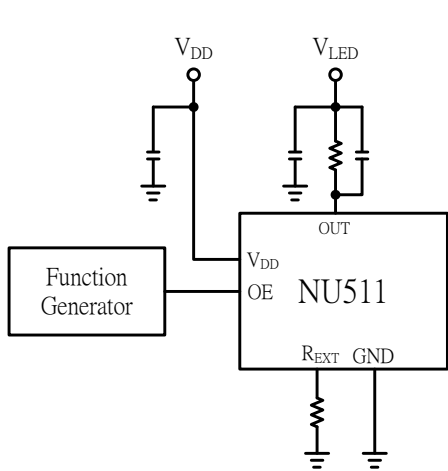 VDD
VLED
OUT
VDD
OE
NU511
Function
Generator
REXT
GND